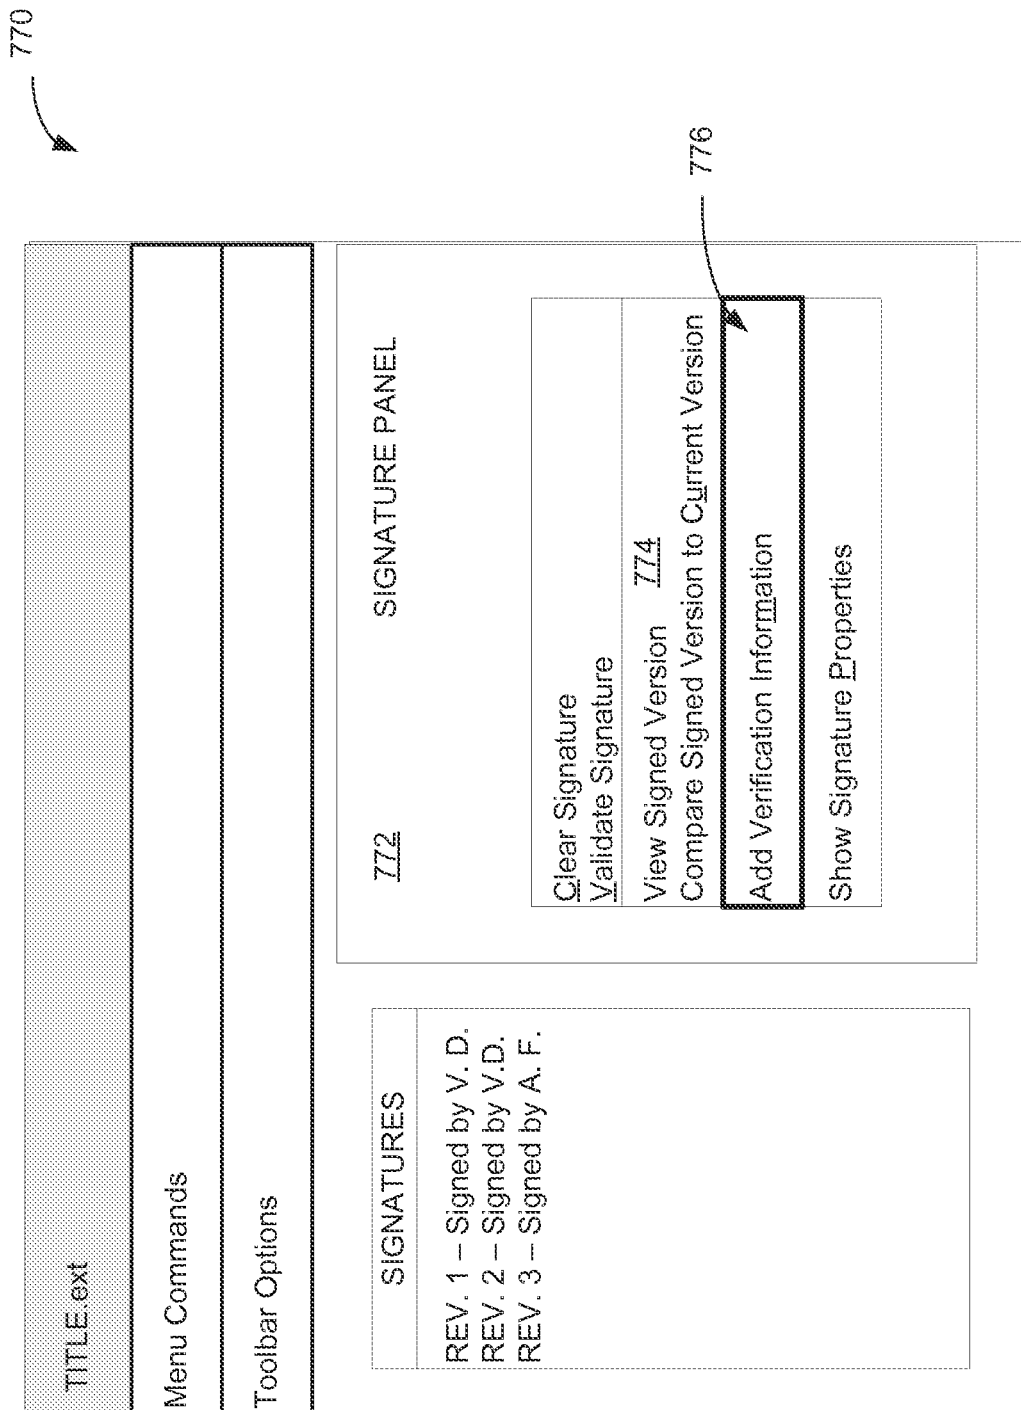 770
TITLE.ext
Menu Commands
Toolbar Options
SIGNATURES
REV. 1 – Signed by V. D.
REV. 2 – Signed by V.D.
REV. 3 – Signed by A. F.
772
SIGNATURE PANEL
Clear Signature
Validate Signature
View Signed Version
774
Compare Signed Version to Current Version
776
Add Verification Information
Show Signature Properties